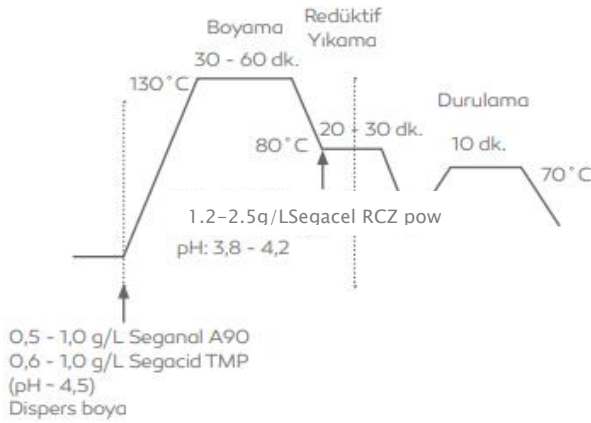 Boyama
30 - 60 dk.
Redüktif
Yıkama
130°C
80°C
20 - 30 dk.
Durulama
10 dk.
70°C
1.2-2.5g/LSegacel RCZ pow
pH: 3,8 - 4,2
0,5 - 1,0 g/L Seganal A90
0,6 - 1,0 g/L Segacid TMP
(pH ~ 4,5)
Dispers boya